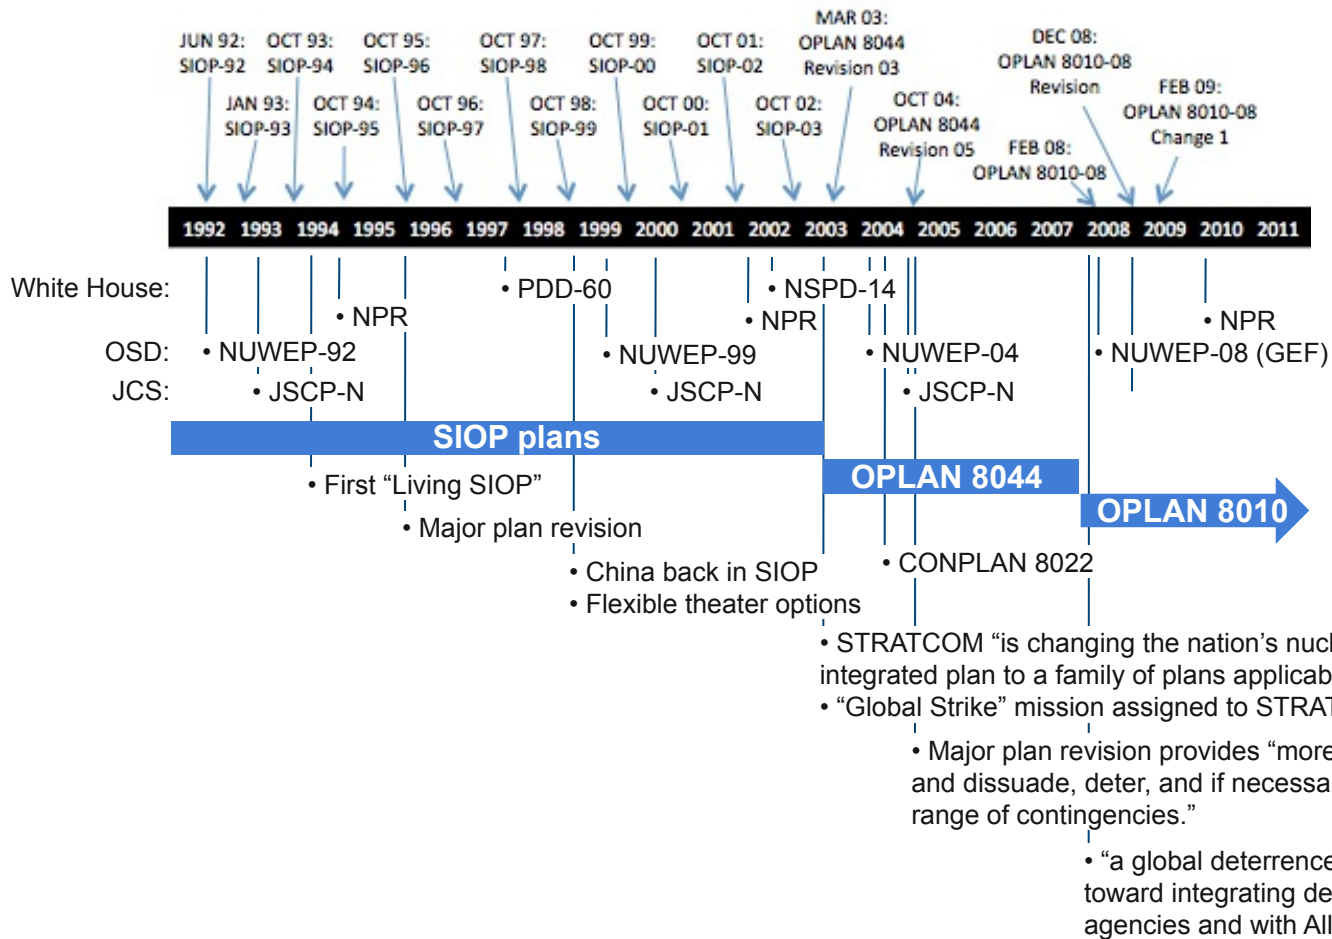 MAR 03:
OPLAN 8044
Revision 03
JUN 92:
SIOP-92
OCT 93:
SIOP-94
OCT 95:
SIOP-96
OCT 97:
SIOP-98
OCT 99:
SIOP-00
OCT 01:
SIOP-02
DEC 08:
OPLAN 8010-08
Revision
JAN 93:
SIOP-93
OCT 94:
SIOP-95
OCT 96:
SIOP-97
OCT 98:
SIOP-99
OCT 00:
SIOP-01
OCT 02:
SIOP-03
OCT 04:
OPLAN 8044
Revision 05
FEB 08:
OPLAN 8010-08
FEB 09:
OPLAN 8010-08
Change 1
1992 1993 1994 1995 1996 1997 1998 1999 2000 2001 2002 2003 2004 2005 2006 2007 2008 2009 2010 2011
White House: • PDD-60 • NSPD-14
• NPR • NPR • NPR
OSD: • NUWEP-92 • NUWEP-99 • NUWEP-04 • NUWEP-08 (GEF)
JCS: • JSCP-N • JSCP-N • JSCP-N
SIOP plans
OPLAN 8044
OPLAN 8010
• First “Living SIOP”
• Major plan revision
• China back in SIOP
• Flexible theater options
• CONPLAN 8022
• STRATCOM “is changing the nation’s
integrated plan to a family of plans
• “Global Strike” mission assigned to
• Major plan revision provides “more
and dissuade, deter, and if
range of contingencies.”
• “a global deterrence
toward integrating
agencies and with